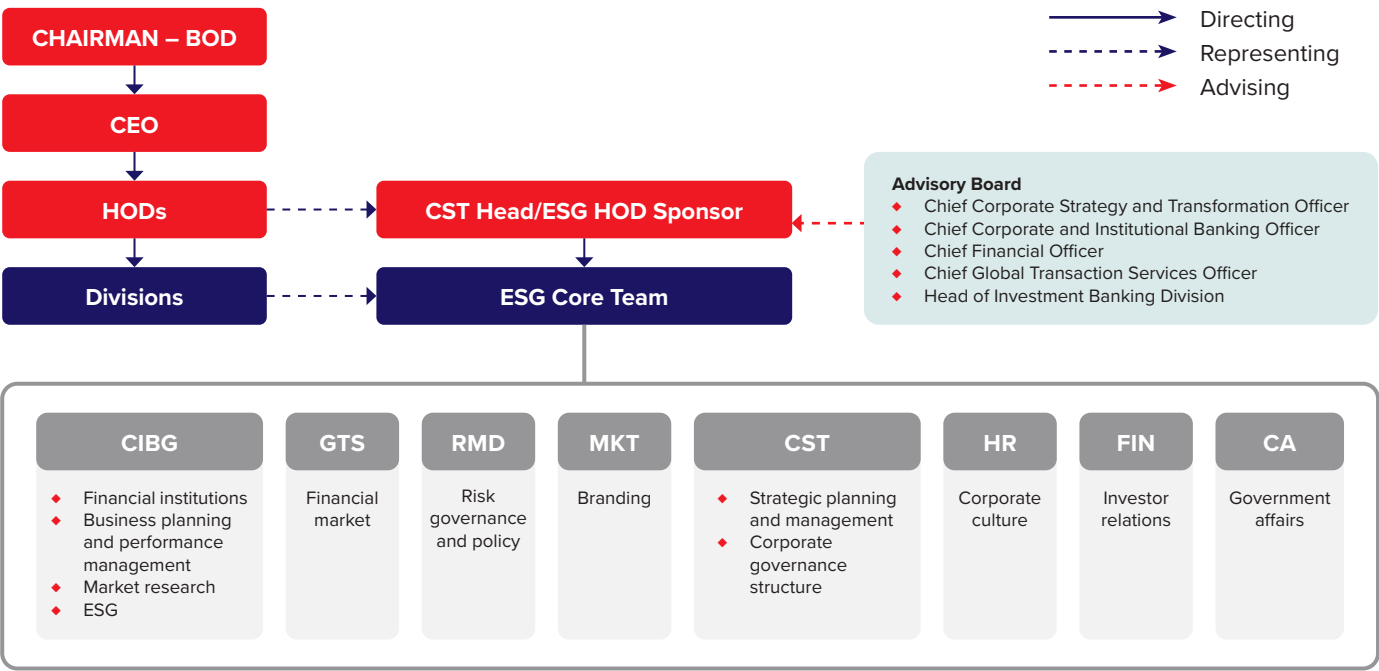 CHAIRMAN – BOD
CEO
HODs
Divisions
CST Head/ESG HOD Sponsor
ESG Core Team
Directing
Representing
Advising
Advisory Board
Chief Corporate Strategy and Transformation Officer
Chief Corporate and Institutional Banking Officer
Chief Financial Officer
Chief Global Transaction Services Officer
Head of Investment Banking Division
CIBG
Financial institutions
Business planning
and performance
management
Market research
ESG
GTS
Financial
market
RMD
Risk
governance
and policy
MKT
Branding
CST
Strategic planning
and management
Corporate
governance
structure
HR
Corporate
culture
FIN
Investor
relations
CA
Government
affairs